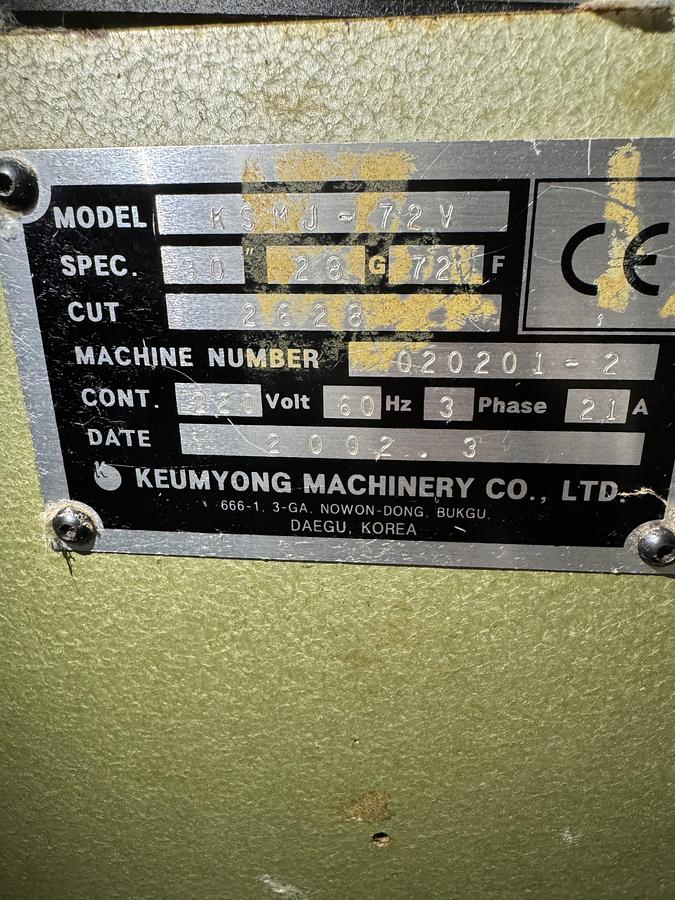 MODEL KSMJ-72V
CE
SPEC. 30" 28 G 72 F
CUT 2628
MACHINE NUMBER 020201-2
CONT. 220 Volt 60 Hz 3 Phase 21 A
DATE 2002. 3
K KEUMYONG MACHINERY CO., LTD.
666-1, 3-GA, NOWON-DONG, BUKGU,
DAEGU, KOREA